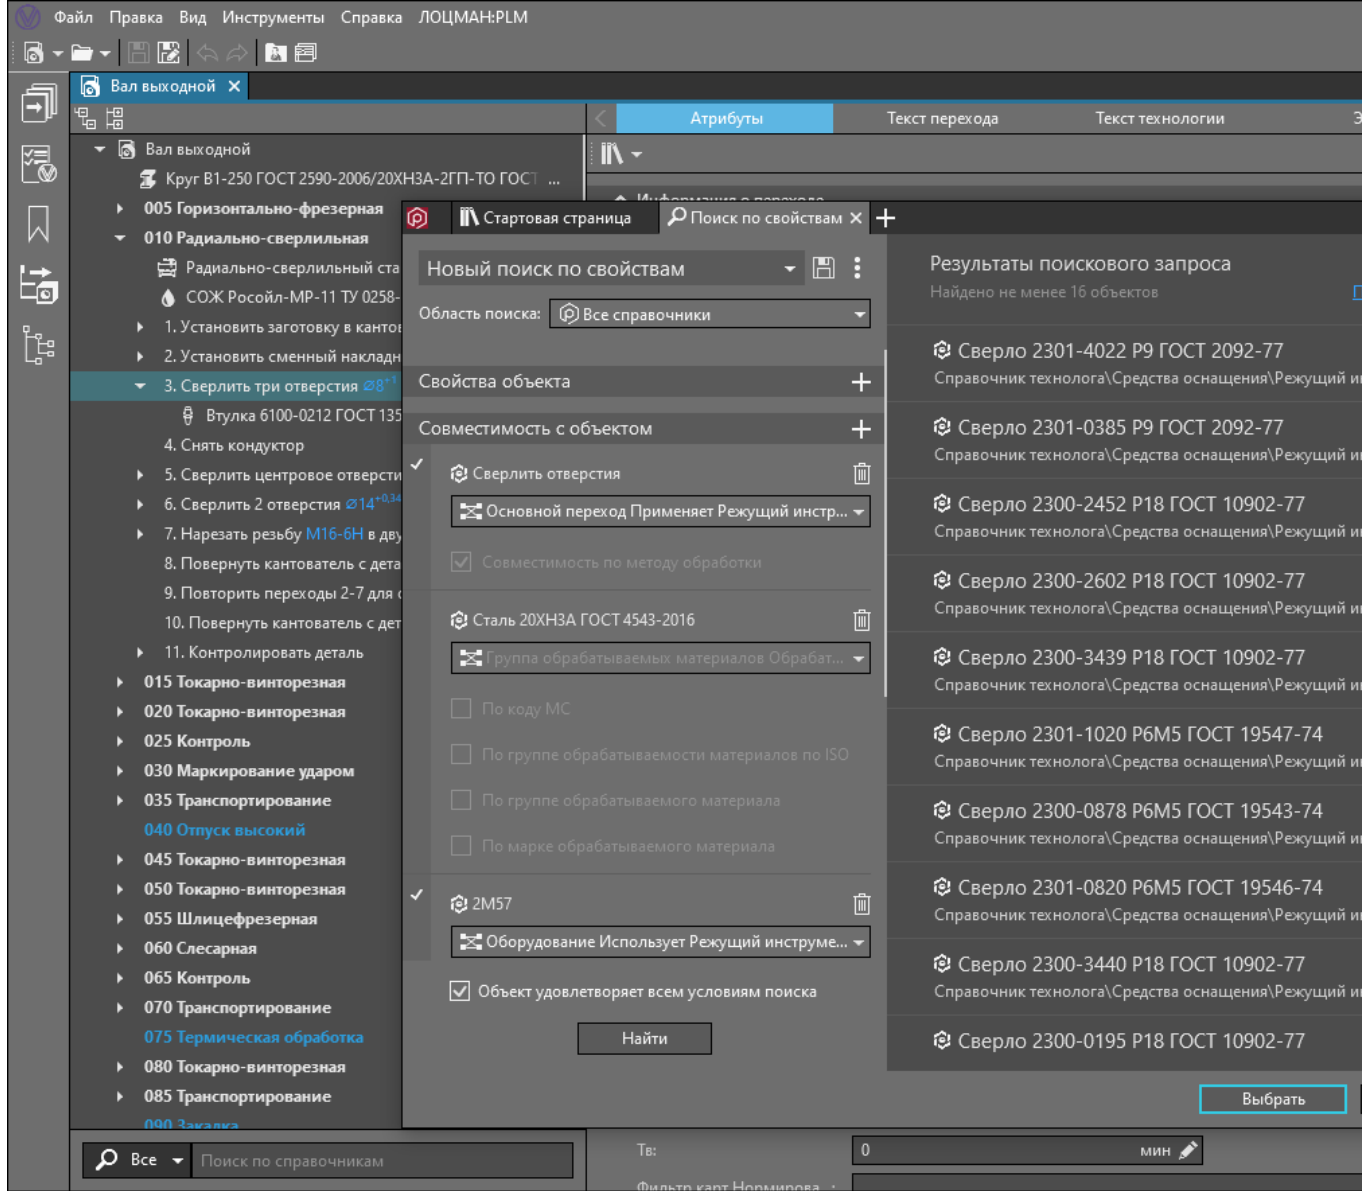 Файл Правка Вид Инструменты Справка ЛОЦМАН:PLM
Вал выходной
Атрибуты Текст перехода Текст технологии
Вал выходной
Круг В1-250 ГОСТ 2590-2006/20ХН3А-2ГП-ТО ГОСТ ...
005 Горизонтально-фрезерная
010 Радиально-сверлильная
Радиально-сверлильный ста
СОЖ Росойл-МР-11 ТУ 0258-
1. Установить заготовку в кантов
2. Установить сменный накладн
3. Сверлить три отверстия ⌀8⁺¹
Втулка 6100-0212 ГОСТ 135
4. Снять кондуктор
5. Сверлить центровое отверсти
6. Сверлить 2 отверстия ⌀14⁺⁰˒³⁴
7. Нарезать резьбу М16-6Н в дву
8. Повернуть кантователь с дета
9. Повторить переходы 2-7 для с
10. Повернуть кантователь с дет
11. Контролировать деталь
015 Токарно-винторезная
020 Токарно-винторезная
025 Контроль
030 Маркирование ударом
035 Транспортирование
040 Отпуск высокий
045 Токарно-винторезная
050 Токарно-винторезная
055 Шлицефрезерная
060 Слесарная
065 Контроль
070 Транспортирование
075 Термическая обработка
080 Токарно-винторезная
085 Транспортирование
090 Закалка
Все Поиск по справочникам
Информация о переходе
Стартовая страница Поиск по свойствам
Новый поиск по свойствам
Область поиска: Все справочники
Свойства объекта
Совместимость с объектом
Сверлить отверстия
Основной переход Применяет Режущий инстр...
Совместимость по методу обработки
Сталь 20ХН3А ГОСТ 4543-2016
Группа обрабатываемых материалов Обрабат...
По коду МС
По группе обрабатываемости материалов по ISO
По группе обрабатываемого материала
По марке обрабатываемого материала
2М57
Оборудование Использует Режущий инструме...
Объект удовлетворяет всем условиям поиска
Найти
Результаты поискового запроса
Найдено не менее 16 объектов
Сверло 2301-4022 Р9 ГОСТ 2092-77
Справочник технолога\Средства оснащения\Режущий и
Сверло 2301-0385 Р9 ГОСТ 2092-77
Справочник технолога\Средства оснащения\Режущий и
Сверло 2300-2452 Р18 ГОСТ 10902-77
Справочник технолога\Средства оснащения\Режущий и
Сверло 2300-2602 Р18 ГОСТ 10902-77
Справочник технолога\Средства оснащения\Режущий и
Сверло 2300-3439 Р18 ГОСТ 10902-77
Справочник технолога\Средства оснащения\Режущий и
Сверло 2301-1020 Р6М5 ГОСТ 19547-74
Справочник технолога\Средства оснащения\Режущий и
Сверло 2300-0878 Р6М5 ГОСТ 19543-74
Справочник технолога\Средства оснащения\Режущий и
Сверло 2301-0820 Р6М5 ГОСТ 19546-74
Справочник технолога\Средства оснащения\Режущий и
Сверло 2300-3440 Р18 ГОСТ 10902-77
Справочник технолога\Средства оснащения\Режущий и
Сверло 2300-0195 Р18 ГОСТ 10902-77
Выбрать
Тв: 0 мин
Фильтр карт Нормирова